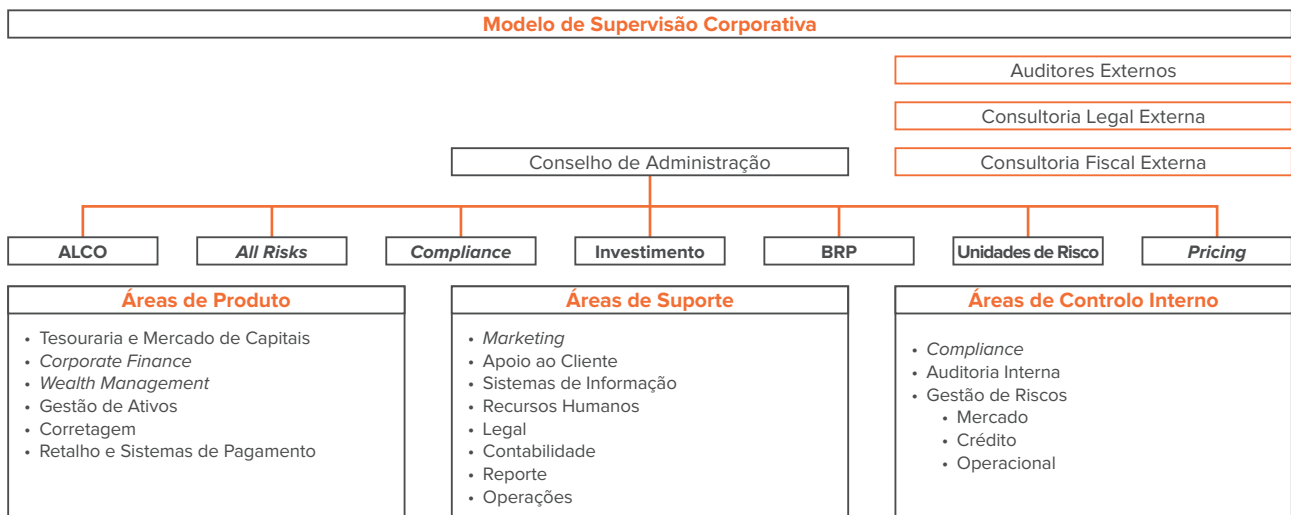 Modelo de Supervisão Corporativa
Auditores Externos
Consultoria Legal Externa
Conselho de Administração
Consultoria Fiscal Externa
ALCO
All Risks
Compliance
Investimento
BRP
Unidades de Risco
Pricing
Áreas de Produto
• Tesouraria e Mercado de Capitais
• Corporate Finance
• Wealth Management
• Gestão de Ativos
• Corretagem
• Retalho e Sistemas de Pagamento
Áreas de Suporte
• Marketing
• Apoio ao Cliente
• Sistemas de Informação
• Recursos Humanos
• Legal
• Contabilidade
• Reporte
• Operações
Áreas de Controlo Interno
• Compliance
• Auditoria Interna
• Gestão de Riscos
• Mercado
• Crédito
• Operacional